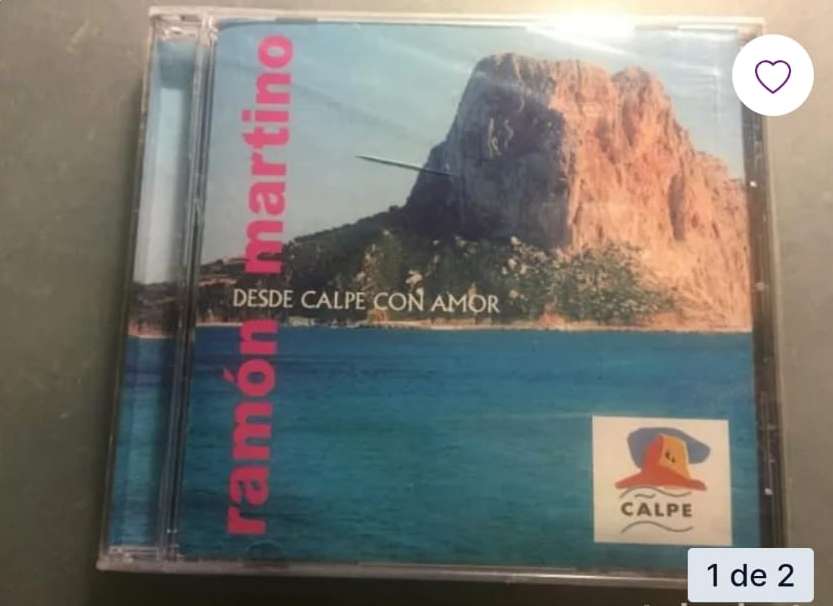 ramón martino
DESDE CALPE CON AMOR
CALPE
1 de 2